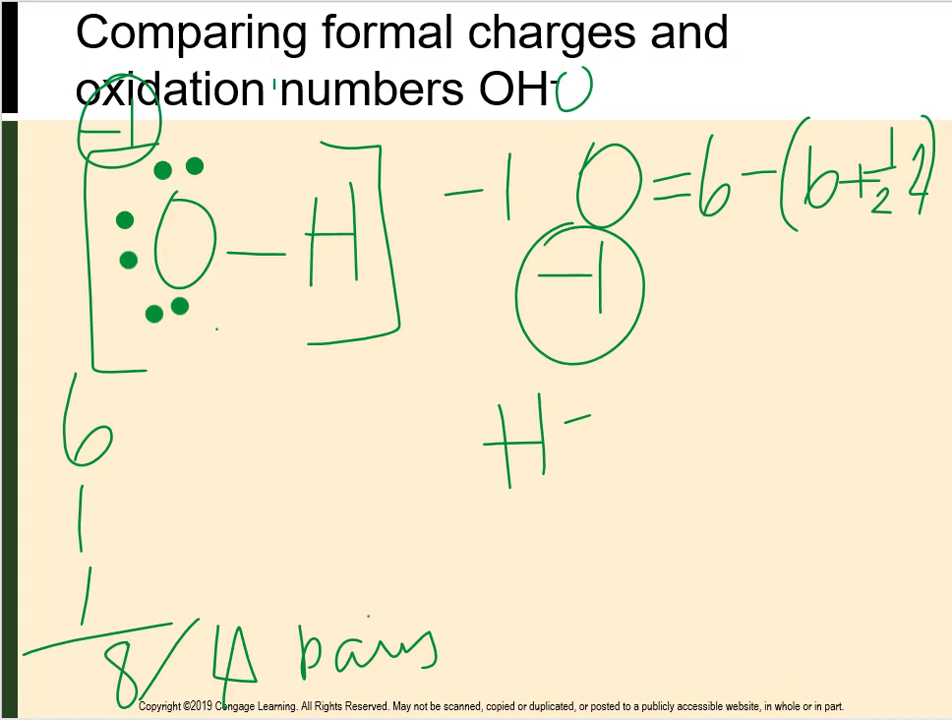 Comparing formal charges and
oxidation numbers OH-
-1
O - H
-1 O = 6 - (6 + 1/2 2)
-1
H -
6
1
1
8 / 4 pairs
Copyright ©2019 Cengage Learning. All Rights Reserved. May not be scanned, copied or duplicated, or posted to a publicly accessible website, in whole or in part.